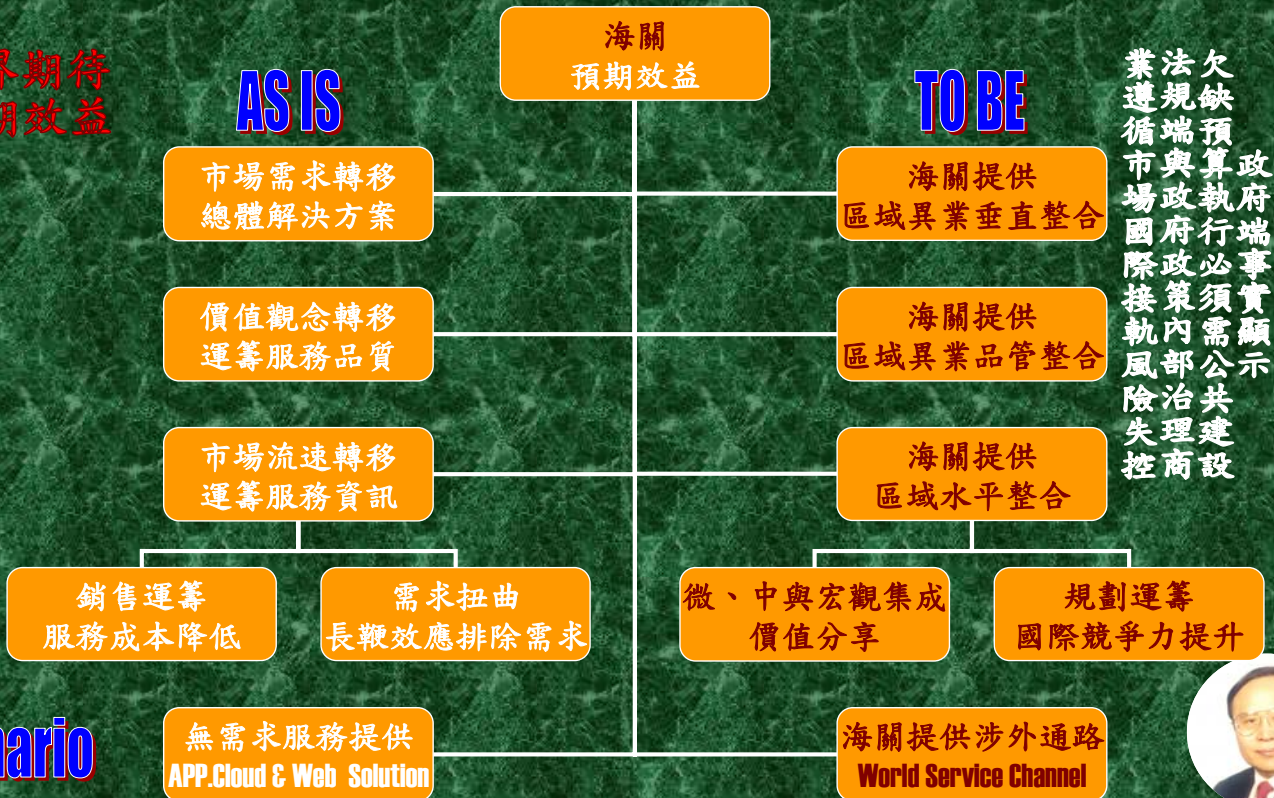 界期待
期效益
AS IS
海關
預期效益
TO BE
市場需求轉移
總體解決方案
海關提供
區域異業垂直整合
價值觀念轉移
運籌服務品質
海關提供
區域異業品管整合
市場流速轉移
運籌服務資訊
海關提供
區域水平整合
銷售運籌
服務成本降低
需求扭曲
長鞭效應排除需求
微、中與宏觀集成
價值分享
規劃運籌
國際競爭力提升
nario
無需求服務提供
APP.Cloud & Web Solution
海關提供涉外通路
World Service Channel
政府端事實顯示
欠缺預算執行必須需公共建設
法規端與政府政策內部治理商
業遵循市場國際接軌風險失控